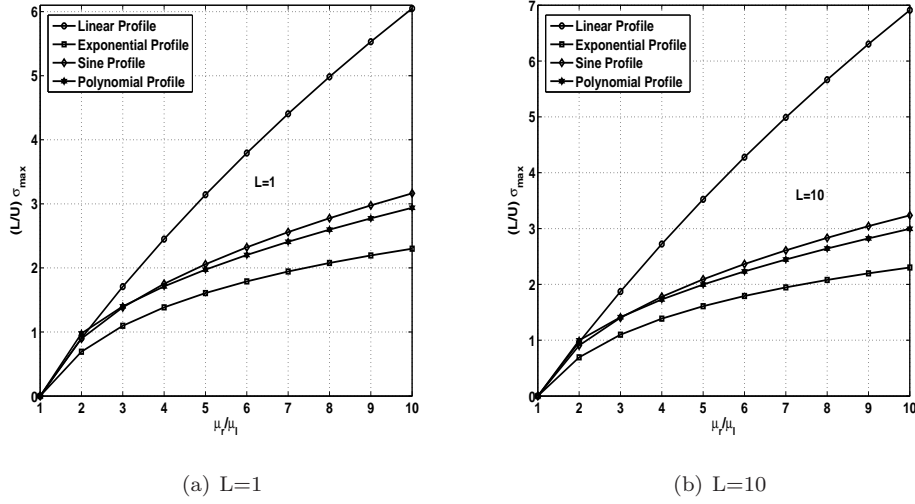 6
5
4
3
2
1
0
(L/U) σmax
Linear Profile
Exponential Profile
Sine Profile
Polynomial Profile
L=1
1 2 3 4 5 6 7 8 9 10
μr/μl
(a) L=1
7
6
5
4
3
2
1
0
(L/U) σmax
Linear Profile
Exponential Profile
Sine Profile
Polynomial Profile
L=10
1 2 3 4 5 6 7 8 9 10
μr/μl
(b) L=10